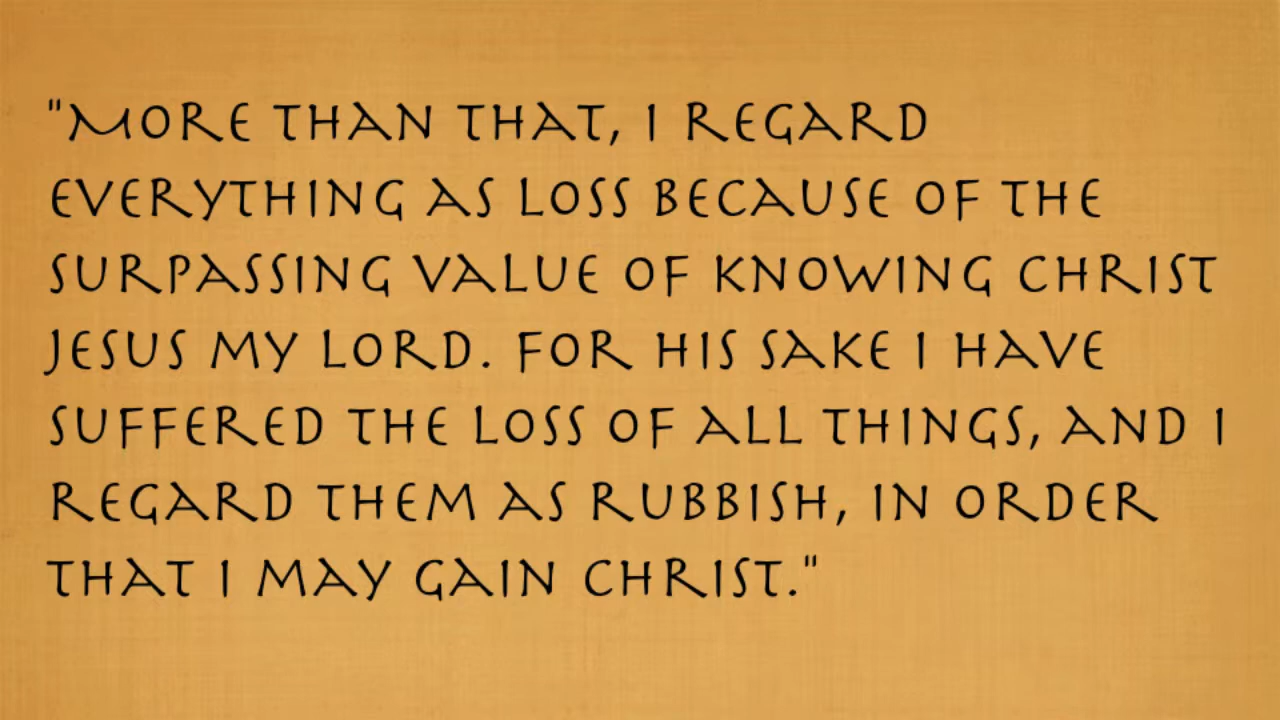 "More than that, I regard
everything as loss because of the
surpassing value of knowing Christ
Jesus my Lord. For his sake I have
suffered the loss of all things, and I
regard them as rubbish, in order
that I may gain Christ."